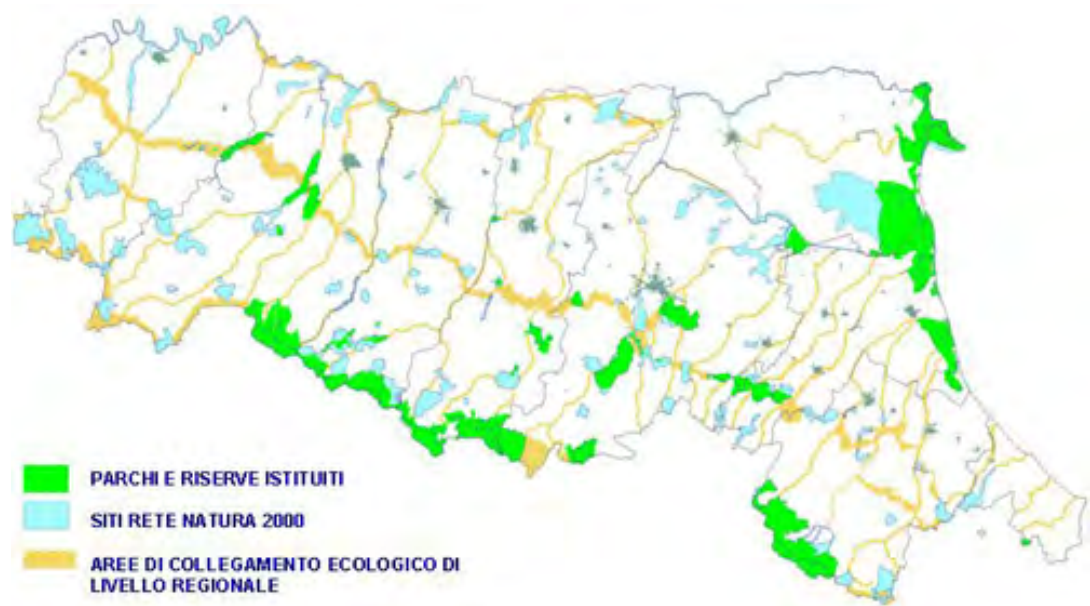 PARCHI E RISERVE ISTITUITI
SITI RETE NATURA 2000
AREE DI COLLEGAMENTO ECOLOGICO DI
LIVELLO REGIONALE